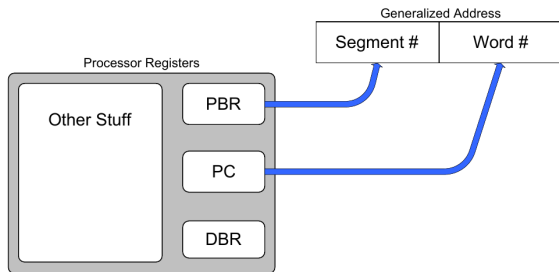 Generalized Address
Segment #
Word #
Processor Registers
Other Stuff
PBR
PC
DBR